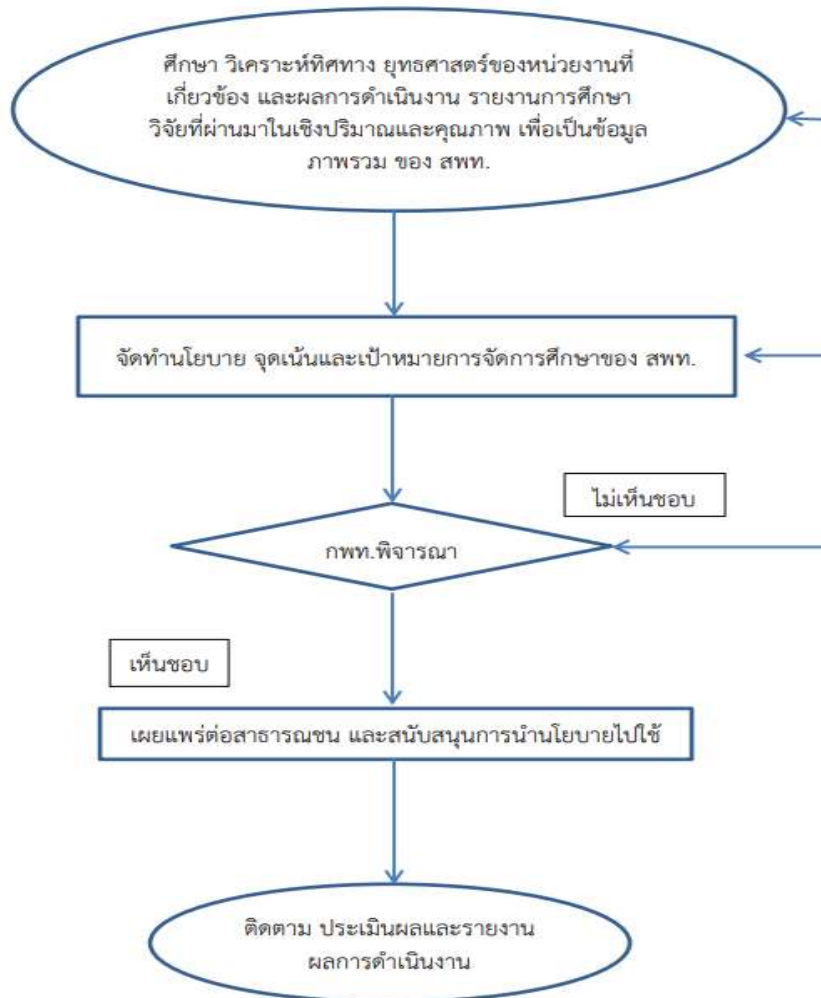 ศึกษา วิเคราะห์ทิศทาง ยุทธศาสตร์ของหน่วยงานที่
เกี่ยวข้อง และผลการดำเนินงาน รายงานการศึกษา
วิจัยที่ผ่านมาในเชิงปริมาณและคุณภาพ เพื่อเป็นข้อมูล
ภาพรวม ของ สพท.
จัดทำนโยบาย จุดเน้นและเป้าหมายการจัดการศึกษาของ สพท.
ไม่เห็นชอบ
กพท.พิจารณา
เห็นชอบ
เผยแพร่ต่อสาธารณชน และสนับสนุนการนำนโยบายไปใช้
ติดตาม ประเมินผลและรายงาน
ผลการดำเนินงาน